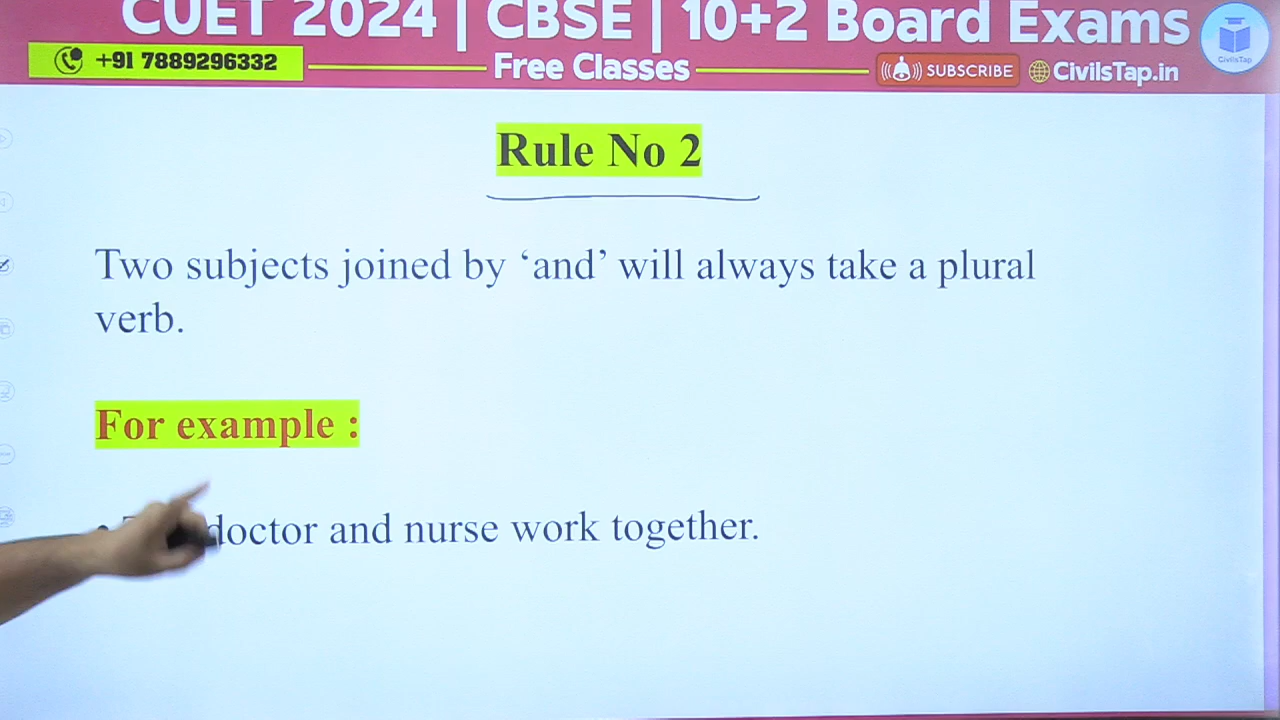 CUET 2024 | CBSE | 10+2 Board Exams
+91 7889296332
Free Classes
SUBSCRIBE
CivilsTap.in
CivilsTap
Rule No 2
Two subjects joined by ‘and’ will always take a plural
verb.
For example :
• doctor and nurse work together.